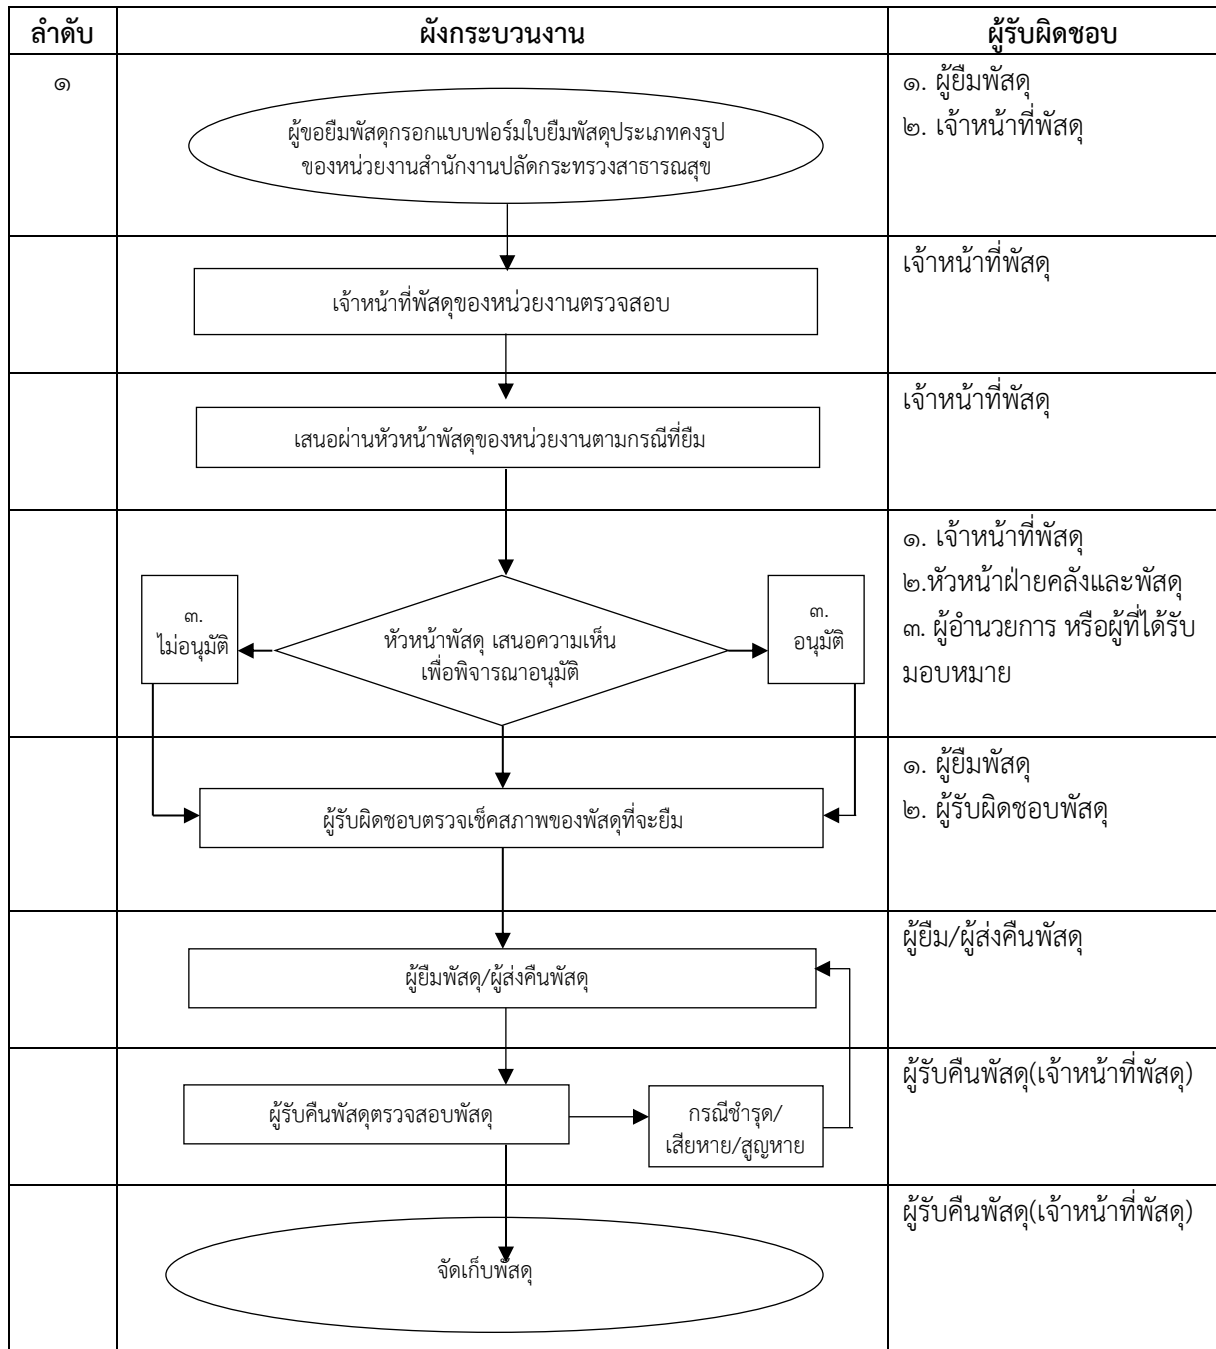 ลำดับ
ผังกระบวนงาน
ผู้รับผิดชอบ
๑
ผู้ขอยืมพัสดุกรอกแบบฟอร์มใบยืมพัสดุประเภทคงรูป
ของหน่วยงานสำนักงานปลัดกระทรวงสาธารณสุข
๑. ผู้ยืมพัสดุ
๒. เจ้าหน้าที่พัสดุ
เจ้าหน้าที่พัสดุของหน่วยงานตรวจสอบ
เจ้าหน้าที่พัสดุ
เสนอผ่านหัวหน้าพัสดุของหน่วยงานตามกรณีที่ยืม
เจ้าหน้าที่พัสดุ
๓.
ไม่อนุมัติ
หัวหน้าพัสดุ เสนอความเห็น
เพื่อพิจารณาอนุมัติ
๓.
อนุมัติ
๑. เจ้าหน้าที่พัสดุ
๒.หัวหน้าฝ่ายคลังและพัสดุ
๓. ผู้อำนวยการ หรือผู้ที่ได้รับ
มอบหมาย
ผู้รับผิดชอบตรวจเช็คสภาพของพัสดุที่จะยืม
๑. ผู้ยืมพัสดุ
๒. ผู้รับผิดชอบพัสดุ
ผู้ยืมพัสดุ/ผู้ส่งคืนพัสดุ
ผู้ยืม/ผู้ส่งคืนพัสดุ
ผู้รับคืนพัสดุตรวจสอบพัสดุ
กรณีชำรุด/
เสียหาย/สูญหาย
ผู้รับคืนพัสดุ(เจ้าหน้าที่พัสดุ)
จัดเก็บพัสดุ
ผู้รับคืนพัสดุ(เจ้าหน้าที่พัสดุ)